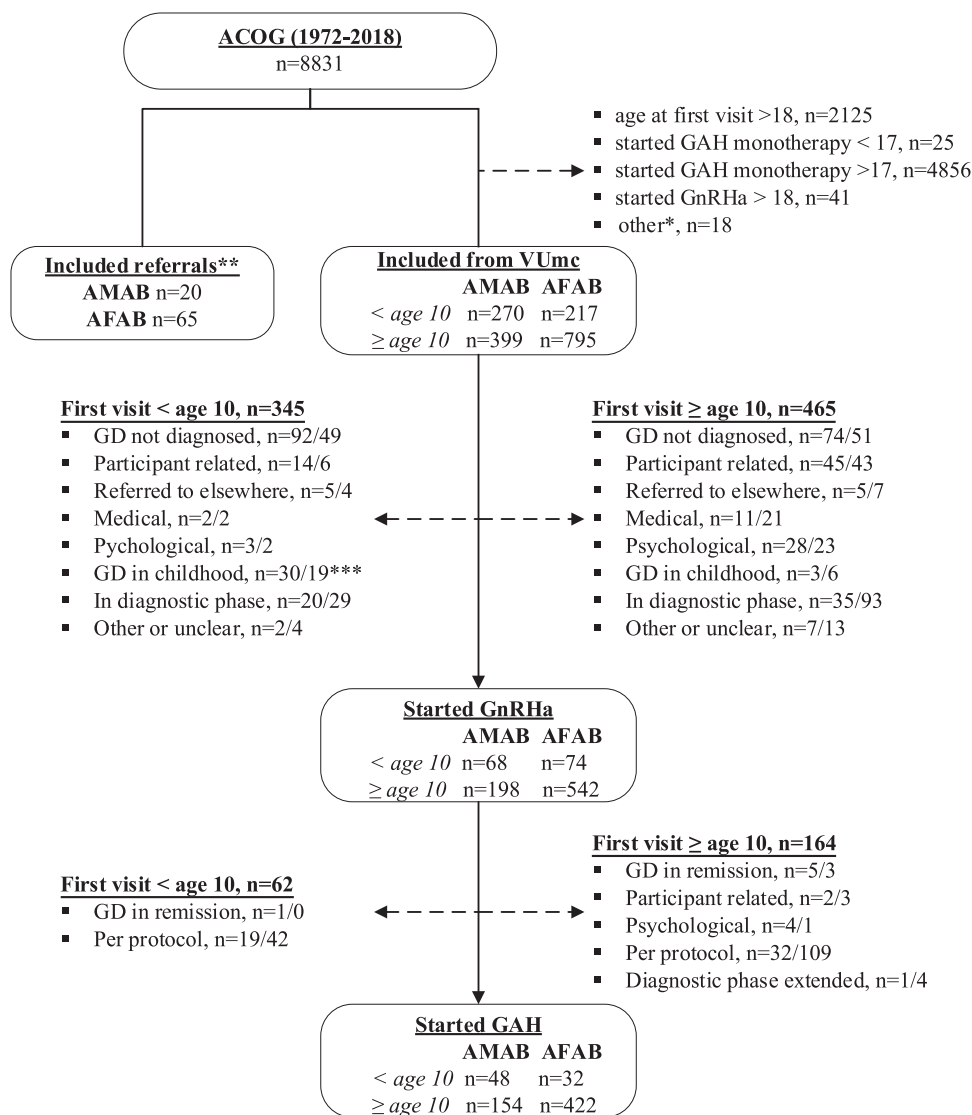 ACOG (1972-2018)
n=8831
▪ age at first visit >18, n=2125
▪ started GAH monotherapy < 17, n=25
▪ started GAH monotherapy >17, n=4856
▪ started GnRHa > 18, n=41
▪ other*, n=18
Included referrals**
AMAB n=20
AFAB n=65
Included from VUmc
AMAB AFAB
< age 10 n=270 n=217
≥ age 10 n=399 n=795
First visit < age 10, n=345
▪ GD not diagnosed, n=92/49
▪ Participant related, n=14/6
▪ Referred to elsewhere, n=5/4
▪ Medical, n=2/2
▪ Pychological, n=3/2
▪ GD in childhood, n=30/19***
▪ In diagnostic phase, n=20/29
▪ Other or unclear, n=2/4
First visit ≥ age 10, n=465
▪ GD not diagnosed, n=74/51
▪ Participant related, n=45/43
▪ Referred to elsewhere, n=5/7
▪ Medical, n=11/21
▪ Psychological, n=28/23
▪ GD in childhood, n=3/6
▪ In diagnostic phase, n=35/93
▪ Other or unclear, n=7/13
Started GnRHa
AMAB AFAB
< age 10 n=68 n=74
≥ age 10 n=198 n=542
First visit < age 10, n=62
▪ GD in remission, n=1/0
▪ Per protocol, n=19/42
First visit ≥ age 10, n=164
▪ GD in remission, n=5/3
▪ Participant related, n=2/3
▪ Psychological, n=4/1
▪ Per protocol, n=32/109
▪ Diagnostic phase extended, n=1/4
Started GAH
AMAB AFAB
< age 10 n=48 n=32
≥ age 10 n=154 n=422